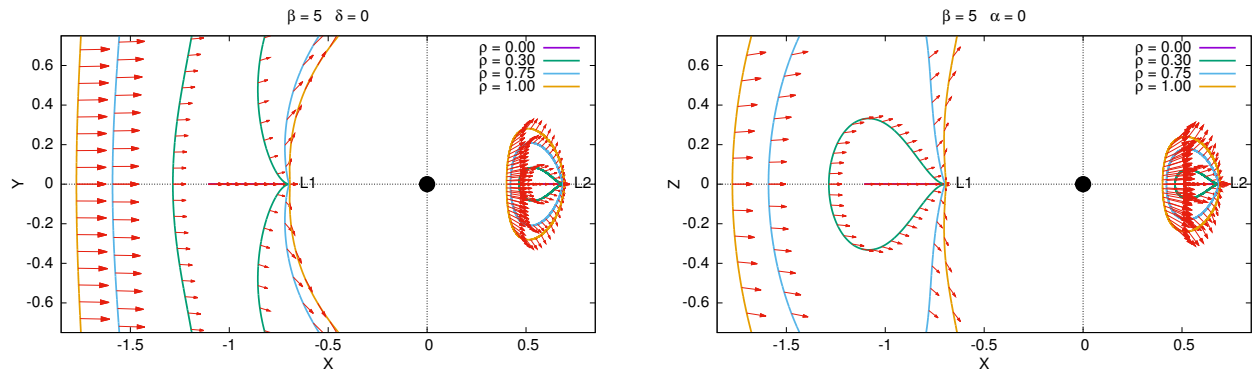 β = 5 δ = 0
ρ = 0.00
ρ = 0.30
ρ = 0.75
ρ = 1.00
0.6
0.4
0.2
0
-0.2
-0.4
-0.6
Y
L1
L2
-1.5 -1 -0.5 0 0.5
X
β = 5 α = 0
ρ = 0.00
ρ = 0.30
ρ = 0.75
ρ = 1.00
0.6
0.4
0.2
0
-0.2
-0.4
-0.6
Z
L1
L2
-1.5 -1 -0.5 0 0.5
X